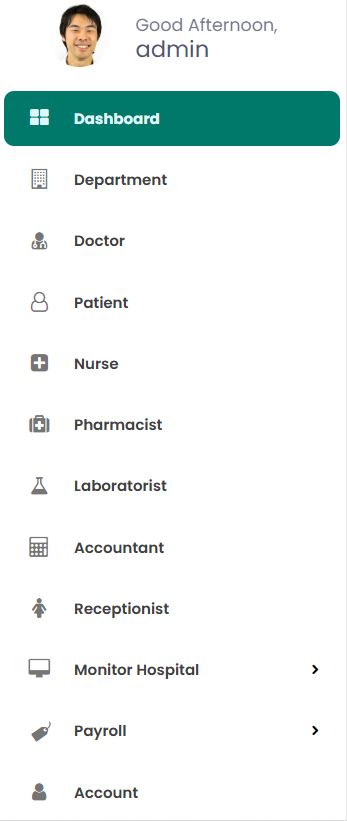 Good Afternoon,
admin
Dashboard
Department
Doctor
Patient
Nurse
Pharmacist
Laboratorist
Accountant
Receptionist
Monitor Hospital
Payroll
Account